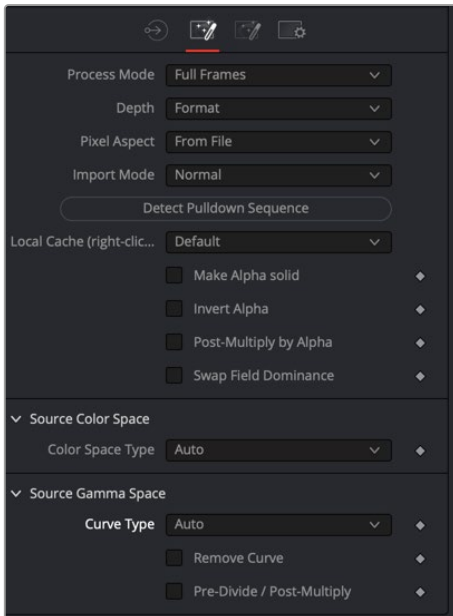 Process Mode Full Frames
Depth Format
Pixel Aspect From File
Import Mode Normal
Detect Pulldown Sequence
Local Cache (right-clic... Default
Make Alpha solid
Invert Alpha
Post-Multiply by Alpha
Swap Field Dominance
Source Color Space
Color Space Type Auto
Source Gamma Space
Curve Type Auto
Remove Curve
Pre-Divide / Post-Multiply